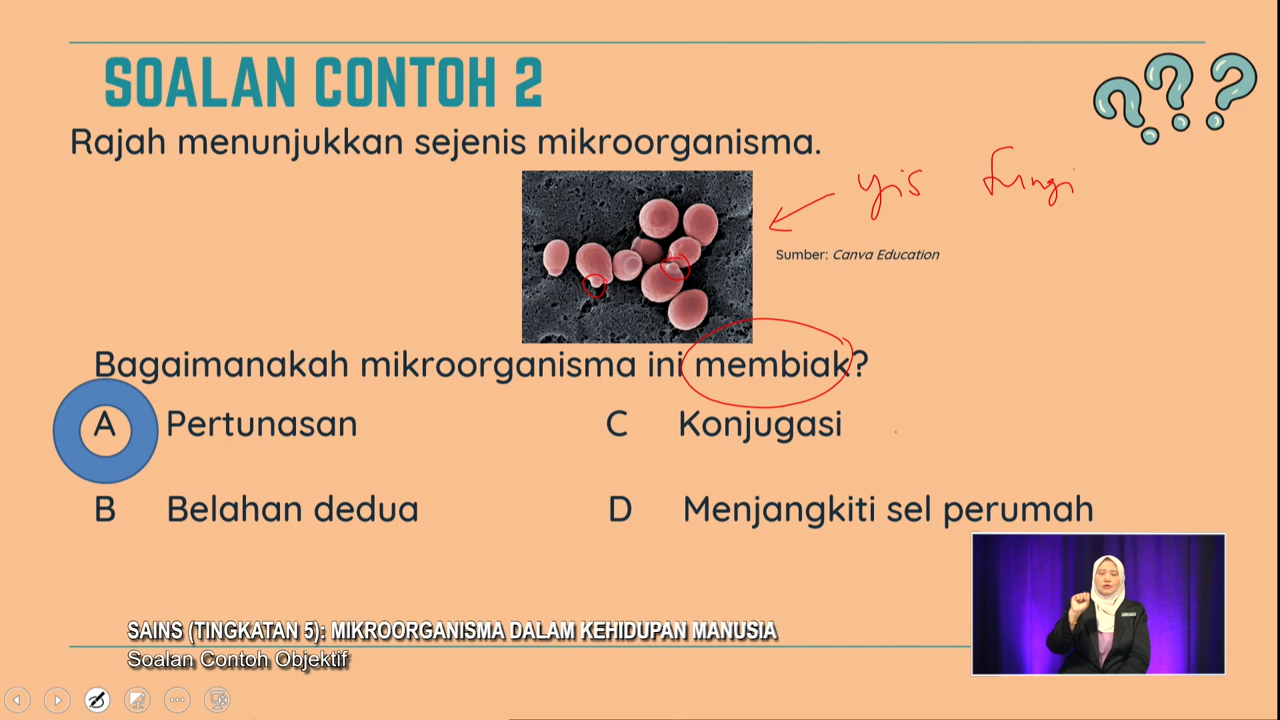 SOALAN CONTOH 2
Rajah menunjukkan sejenis mikroorganisma.
yis fungi
Sumber: Canva Education
Bagaimanakah mikroorganisma ini membiak?
A Pertunasan
C Konjugasi
B Belahan dedua
D Menjangkiti sel perumah
SAINS (TINGKATAN 5): MIKROORGANISMA DALAM KEHIDUPAN MANUSIA
Soalan Contoh Objektif